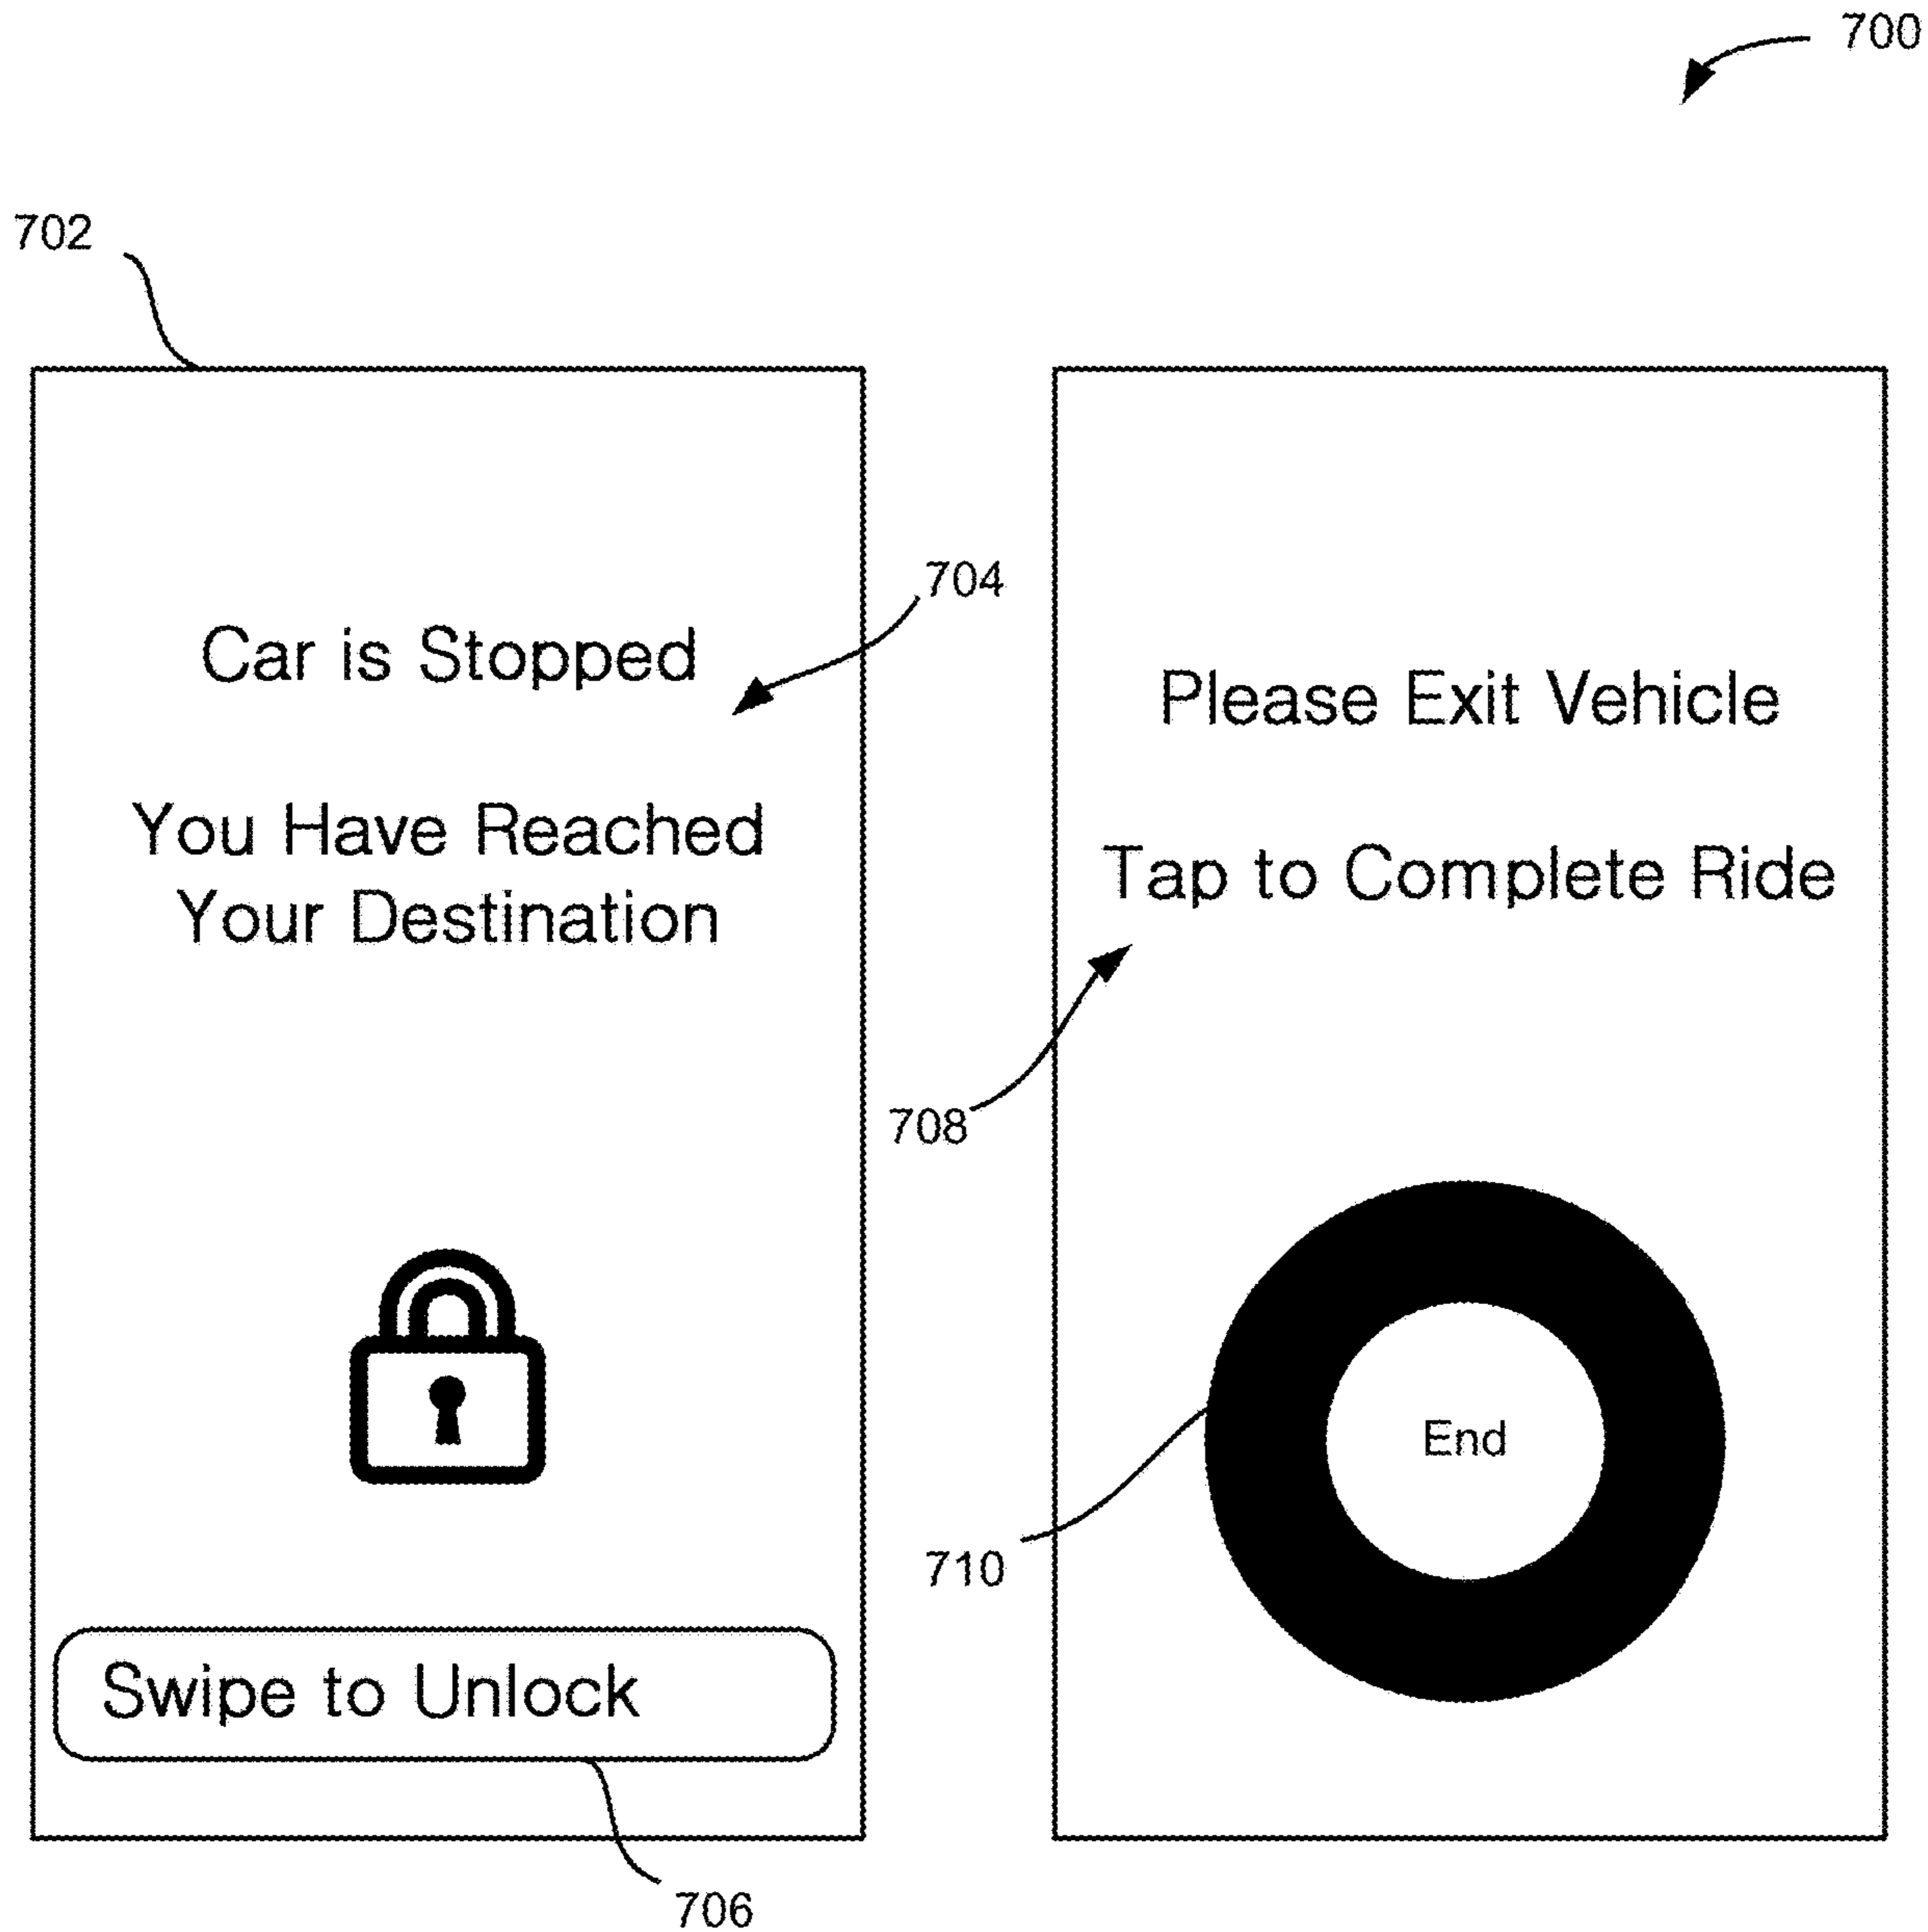 700
702
Car is Stopped
704
You Have Reached
Your Destination
Swipe to Unlock
706
Please Exit Vehicle
Tap to Complete Ride
708
End
710